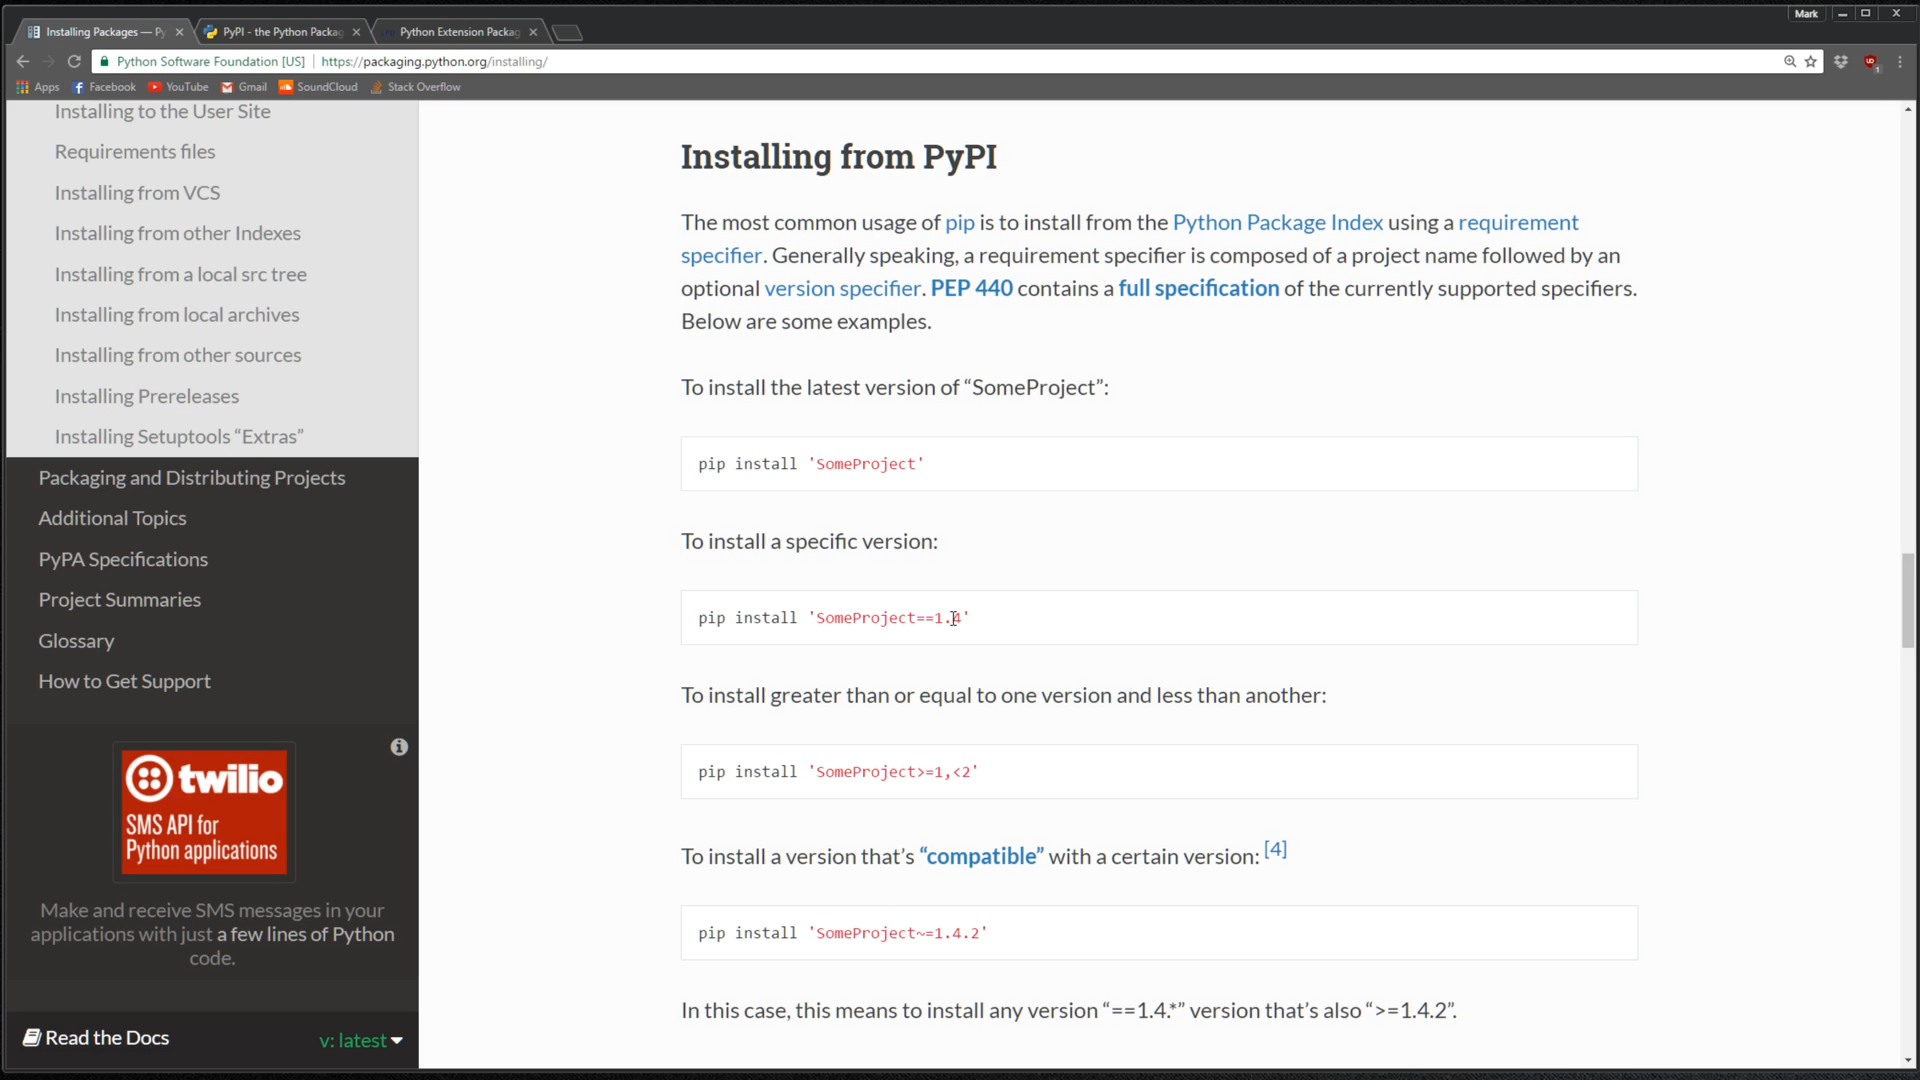 Mark
Installing Packages — Py
PyPI - the Python Packag
Python Extension Packag
Python Software Foundation [US]
https://packaging.python.org/installing/
Apps
Facebook
YouTube
Gmail
SoundCloud
Stack Overflow
Installing to the User Site
Requirements files
Installing from VCS
Installing from other Indexes
Installing from a local src tree
Installing from local archives
Installing from other sources
Installing Prereleases
Installing Setuptools “Extras”
Packaging and Distributing Projects
Additional Topics
PyPA Specifications
Project Summaries
Glossary
How to Get Support
twilio
SMS API for
Python applications
Make and receive SMS messages in your
applications with just a few lines of Python
code.
Read the Docs
v: latest
Installing from PyPI
The most common usage of pip is to install from the Python Package Index using a requirement
specifier. Generally speaking, a requirement specifier is composed of a project name followed by an
optional version specifier. PEP 440 contains a full specification of the currently supported specifiers.
Below are some examples.
To install the latest version of “SomeProject”:
pip install 'SomeProject'
To install a specific version:
pip install 'SomeProject==1.4'
To install greater than or equal to one version and less than another:
pip install 'SomeProject>=1,<2'
To install a version that’s “compatible” with a certain version: [4]
pip install 'SomeProject~=1.4.2'
In this case, this means to install any version “==1.4.*” version that’s also “>=1.4.2”.